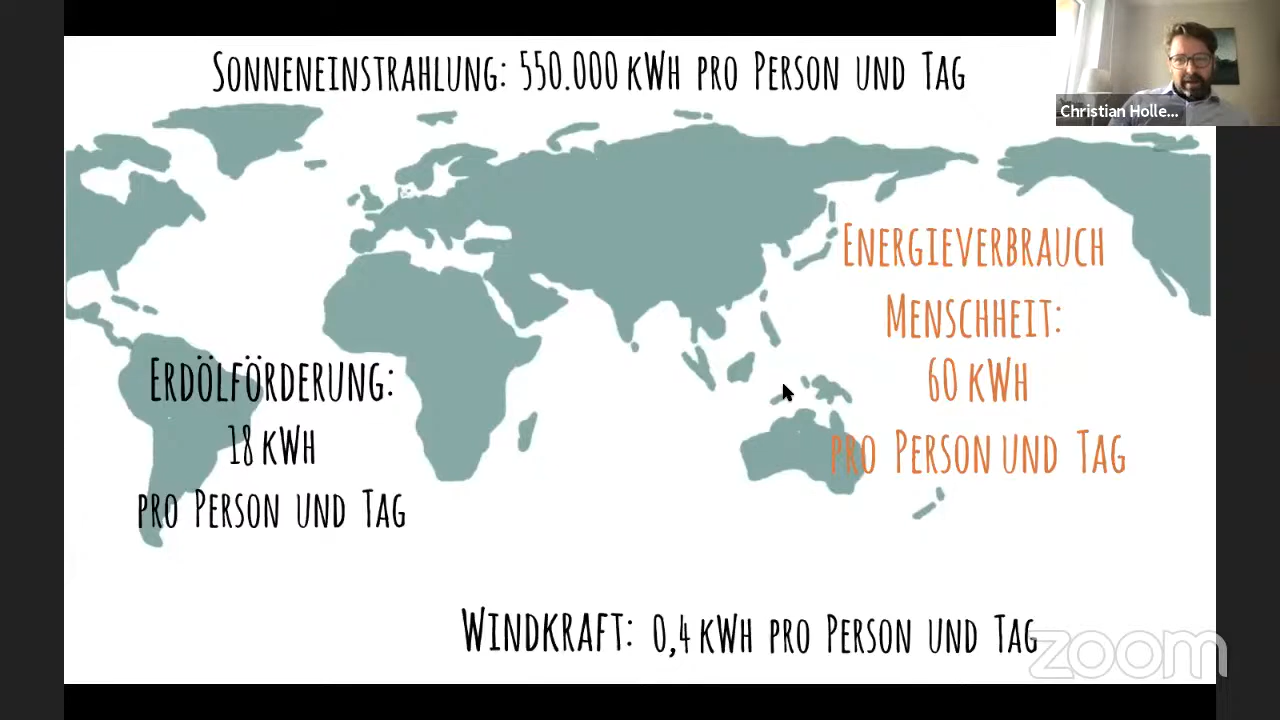 SONNENEINSTRAHLUNG: 550.000 KWH PRO PERSON UND TAG
Christian Holle...
ENERGIEVERBRAUCH
MENSCHHEIT:
60 KWH
PRO PERSON UND TAG
ERDÖLFÖRDERUNG:
18 KWH
PRO PERSON UND TAG
WINDKRAFT: 0,4 KWH PRO PERSON UND TAG
zoom